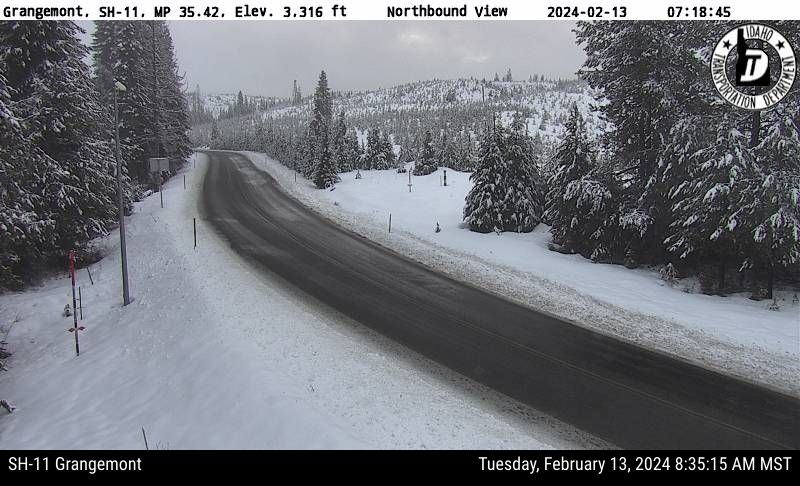 Grangemont, SH-11, MP 35.42, Elev. 3,316 ft Northbound View 2024-02-13 07:18:45
IDAHO
TRANSPORTATION DEPARTMENT
SH-11 Grangemont Tuesday, February 13, 2024 8:35:15 AM MST